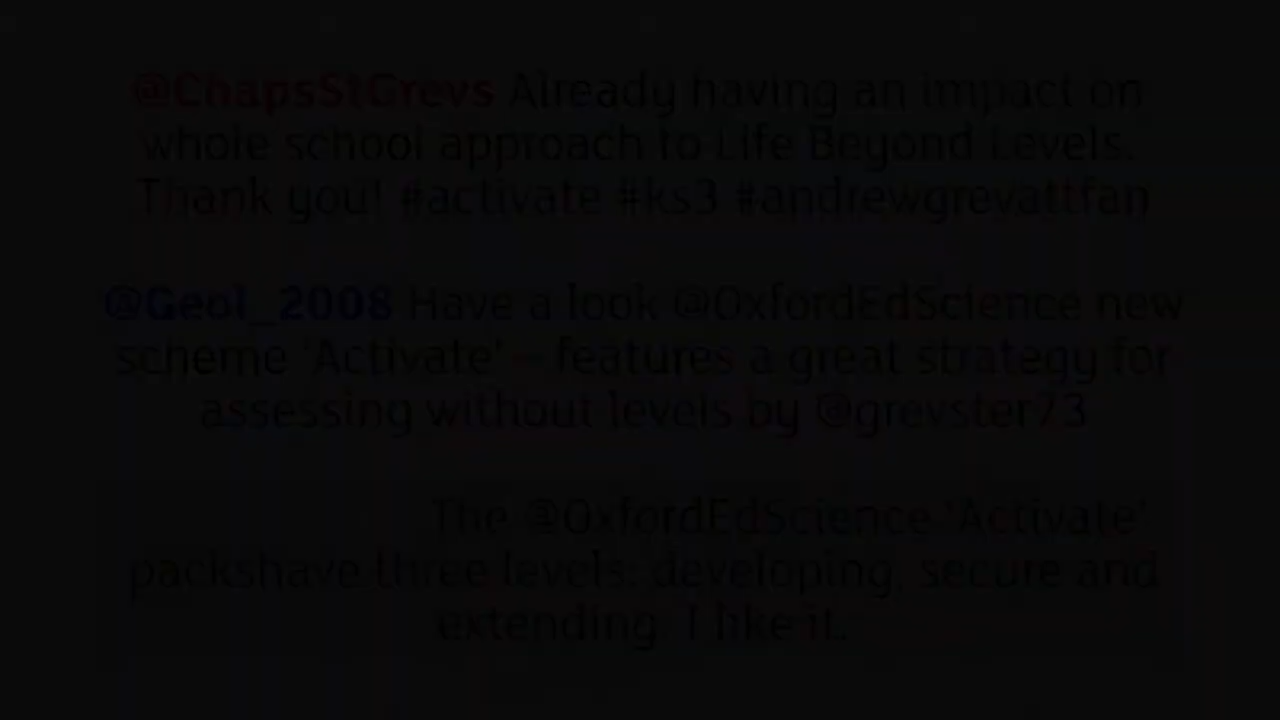 @ChapsStGrevs Already having an impact on
whole school approach to Life Beyond Levels.
Thank you! #activate #ks3 #andrewgrevattfan
@Geol_2008 Have a look @OxfordEdScience new
scheme 'Activate' – features a great strategy for
assessing without levels by @grevster73
The @OxfordEdScience 'Activate'
packshave three levels: developing, secure and
extending. I like it.